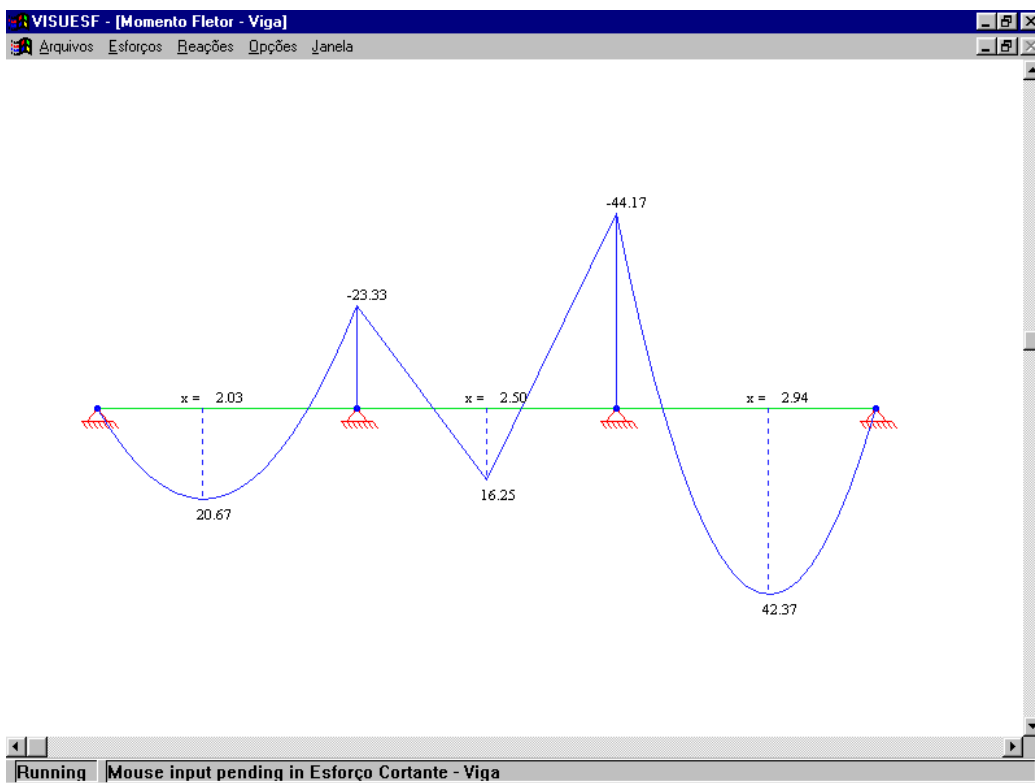 VISUESF - [Momento Fletor - Viga]
Arquivos Esforços Reações Opções Janela
-44.17
-23.33
x = 2.03 x = 2.50 x = 2.94
16.25
20.67
42.37
Running Mouse input pending in Esforço Cortante - Viga